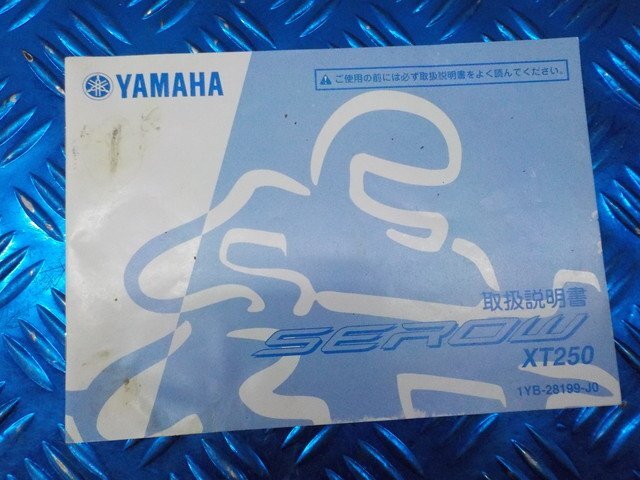 YAMAHA
⚠ご使用の前には必ず取扱説明書をよく読んでください。
取扱説明書
SEROW
XT250
1YB-28199-J0